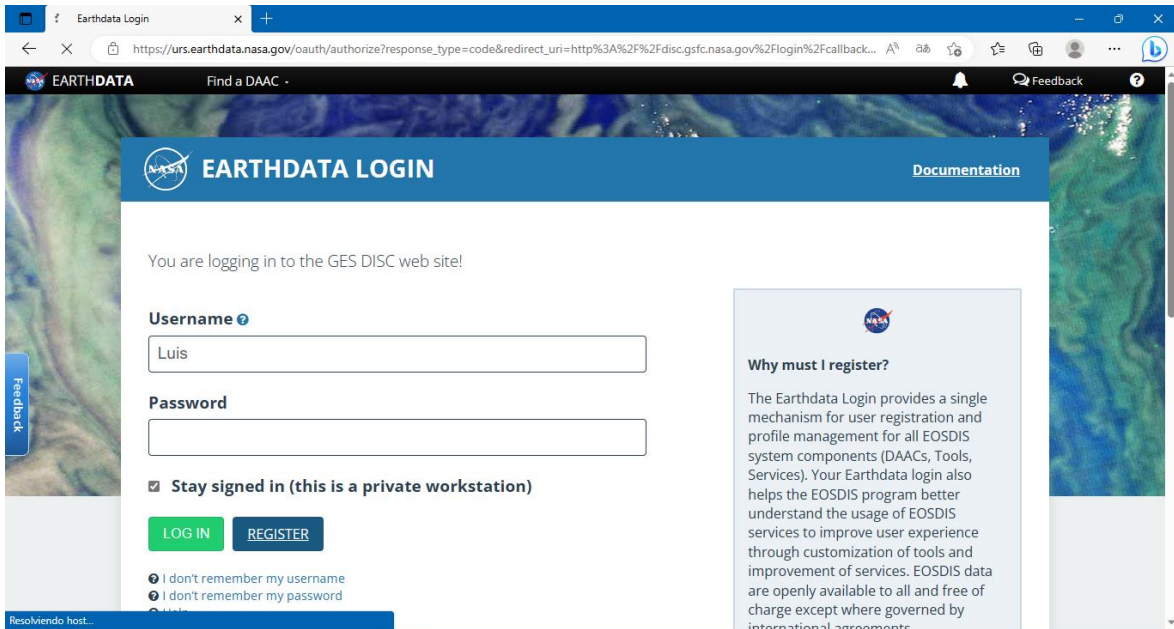 Earthdata Login
https://urs.earthdata.nasa.gov/oauth/authorize?response_type=code&redirect_uri=http%3A%2F%2Fdisc.gsfc.nasa.gov%2Flogin%2Fcallback...
EARTHDATA Find a DAAC Feedback
NASA EARTHDATA LOGIN Documentation
You are logging in to the GES DISC web site!
Username
Luis
Password
Stay signed in (this is a private workstation)
LOG IN REGISTER
I don't remember my username
I don't remember my password
Help
Feedback
NASA
Why must I register?
The Earthdata Login provides a single
mechanism for user registration and
profile management for all EOSDIS
system components (DAACs, Tools,
Services). Your Earthdata login also
helps the EOSDIS program better
understand the usage of EOSDIS
services to improve user experience
through customization of tools and
improvement of services. EOSDIS data
are openly available to all and free of
charge except where governed by
international agreements.
Resolviendo host...